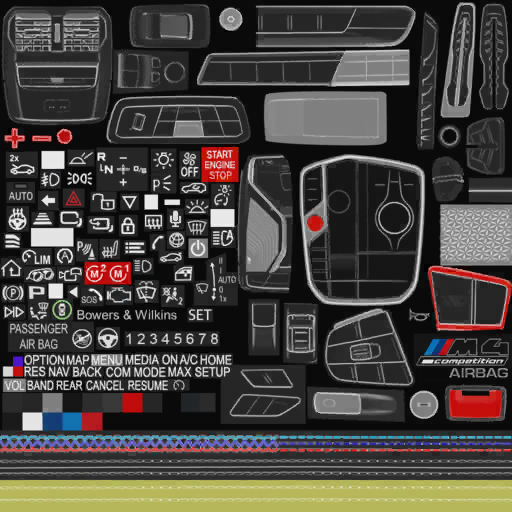 START
ENGINE
STOP
2x
R
N
D/S
OFF
P
AUTO
LIM
M2 M1
AUTO
P
SOS
1x
Bowers & Wilkins SET
PASSENGER
AIR BAG
1 2 3 4 5 6 7 8
OPTION MAP MENU MEDIA ON A/C HOME
RES NAV BACK COM MODE MAX SETUP
VOL BAND REAR CANCEL RESUME
M4
competition
AIRBAG